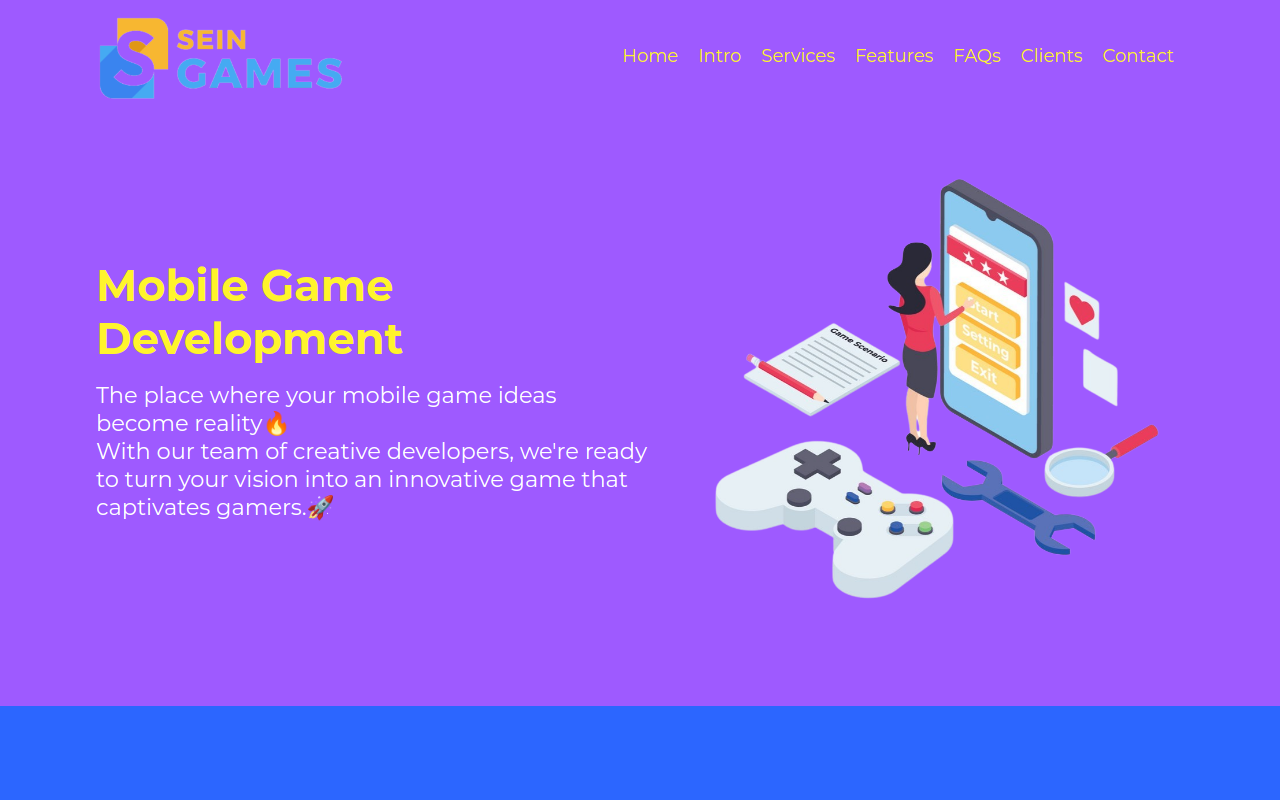 SEIN
GAMES
Home Intro Services Features FAQs Clients Contact
Mobile Game
Development
The place where your mobile game ideas
become reality🔥
With our team of creative developers, we're ready
to turn your vision into an innovative game that
captivates gamers.🚀
Game Scenario
Start
Setting
Exit